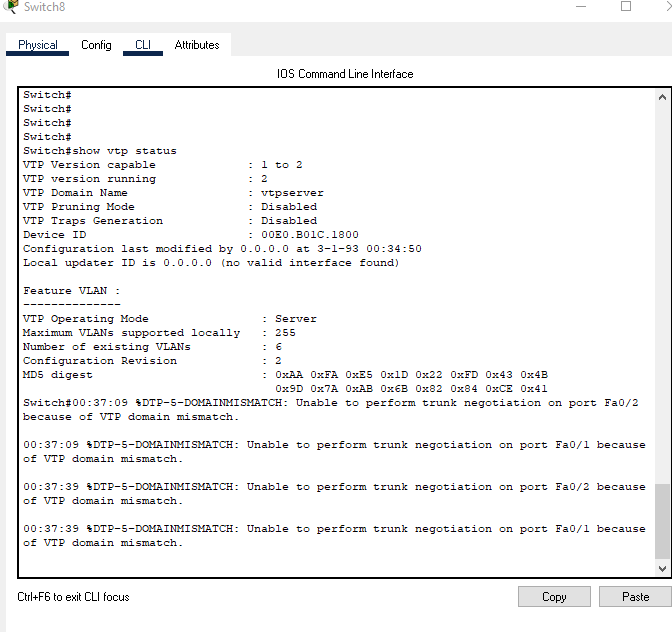 Switch8
Physical Config CLI Attributes
IOS Command Line Interface
Switch#
Switch#
Switch#
Switch#
Switch#show vtp status
VTP Version capable : 1 to 2
VTP version running : 2
VTP Domain Name : vtpserver
VTP Pruning Mode : Disabled
VTP Traps Generation : Disabled
Device ID : 00E0.B01C.1800
Configuration last modified by 0.0.0.0 at 3-1-93 00:34:50
Local updater ID is 0.0.0.0 (no valid interface found)
Feature VLAN :
--------------
VTP Operating Mode : Server
Maximum VLANs supported locally : 255
Number of existing VLANs : 6
Configuration Revision : 2
MD5 digest : 0xAA 0xFA 0xE5 0x1D 0x22 0xFD 0x43 0x4B
0x9D 0x7A 0xAB 0x6B 0x82 0x84 0xCE 0x41
Switch#00:37:09 %DTP-5-DOMAINMISMATCH: Unable to perform trunk negotiation on port Fa0/2
because of VTP domain mismatch.
00:37:09 %DTP-5-DOMAINMISMATCH: Unable to perform trunk negotiation on port Fa0/1 because
of VTP domain mismatch.
00:37:39 %DTP-5-DOMAINMISMATCH: Unable to perform trunk negotiation on port Fa0/2 because
of VTP domain mismatch.
00:37:39 %DTP-5-DOMAINMISMATCH: Unable to perform trunk negotiation on port Fa0/1 because
of VTP domain mismatch.
Ctrl+F6 to exit CLI focus
Copy Paste